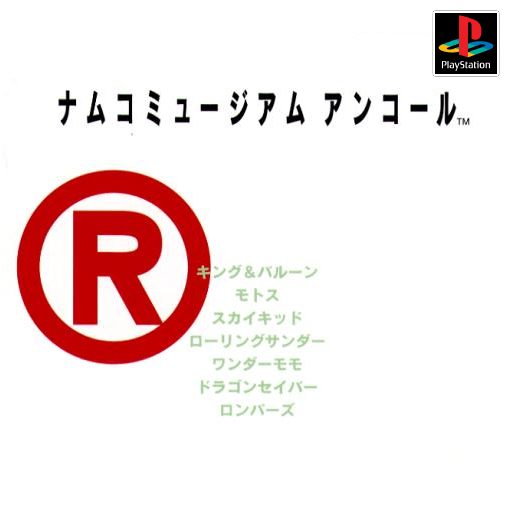 PlayStation
ナムコミュージアム アンコール™
R
キング＆バルーン
モトス
スカイキッド
ローリングサンダー
ワンダーモモ
ドラゴンセイバー
ロンパーズ